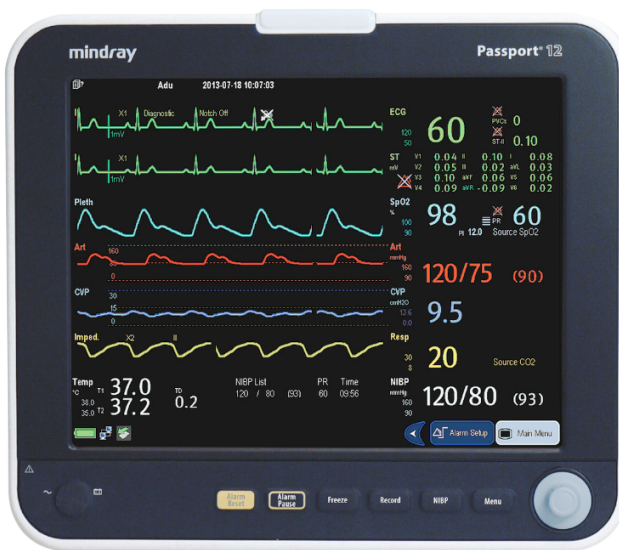 mindray
Passport® 12
Adu 2013-07-18 10:07:03
I X1 Diagnostic Notch Off
1mV
ECG
120
50
60
PVCs 0
ST-II 0.10
I X1
1mV
ST
mV
V1 0.04 II 0.10 I 0.08
V2 0.05 III 0.02 aVL 0.03
V3 0.10 aVF 0.06 V5 0.06
V4 0.09 aVR -0.09 V6 0.02
Pleth
SpO2
%
100
90
98
PI 12.0
PR 60
Source SpO2
Art
160
0
Art
mmHg
160
90
120/75 (90)
CVP
30
15
0
CVP
cmH2O
13.6
0.0
9.5
Imped. X2 II
Resp
30
8
20
Source CO2
Temp
°C
38.0
35.0
T1 37.0
T2 37.2
TD
0.2
NIBP List PR Time
120 / 80 (93) 60 09:56
NIBP
mmHg
160
90
120/80 (93)
Alarm Setup
Main Menu
Alarm
Reset
Alarm
Pause
Freeze
Record
NIBP
Menu